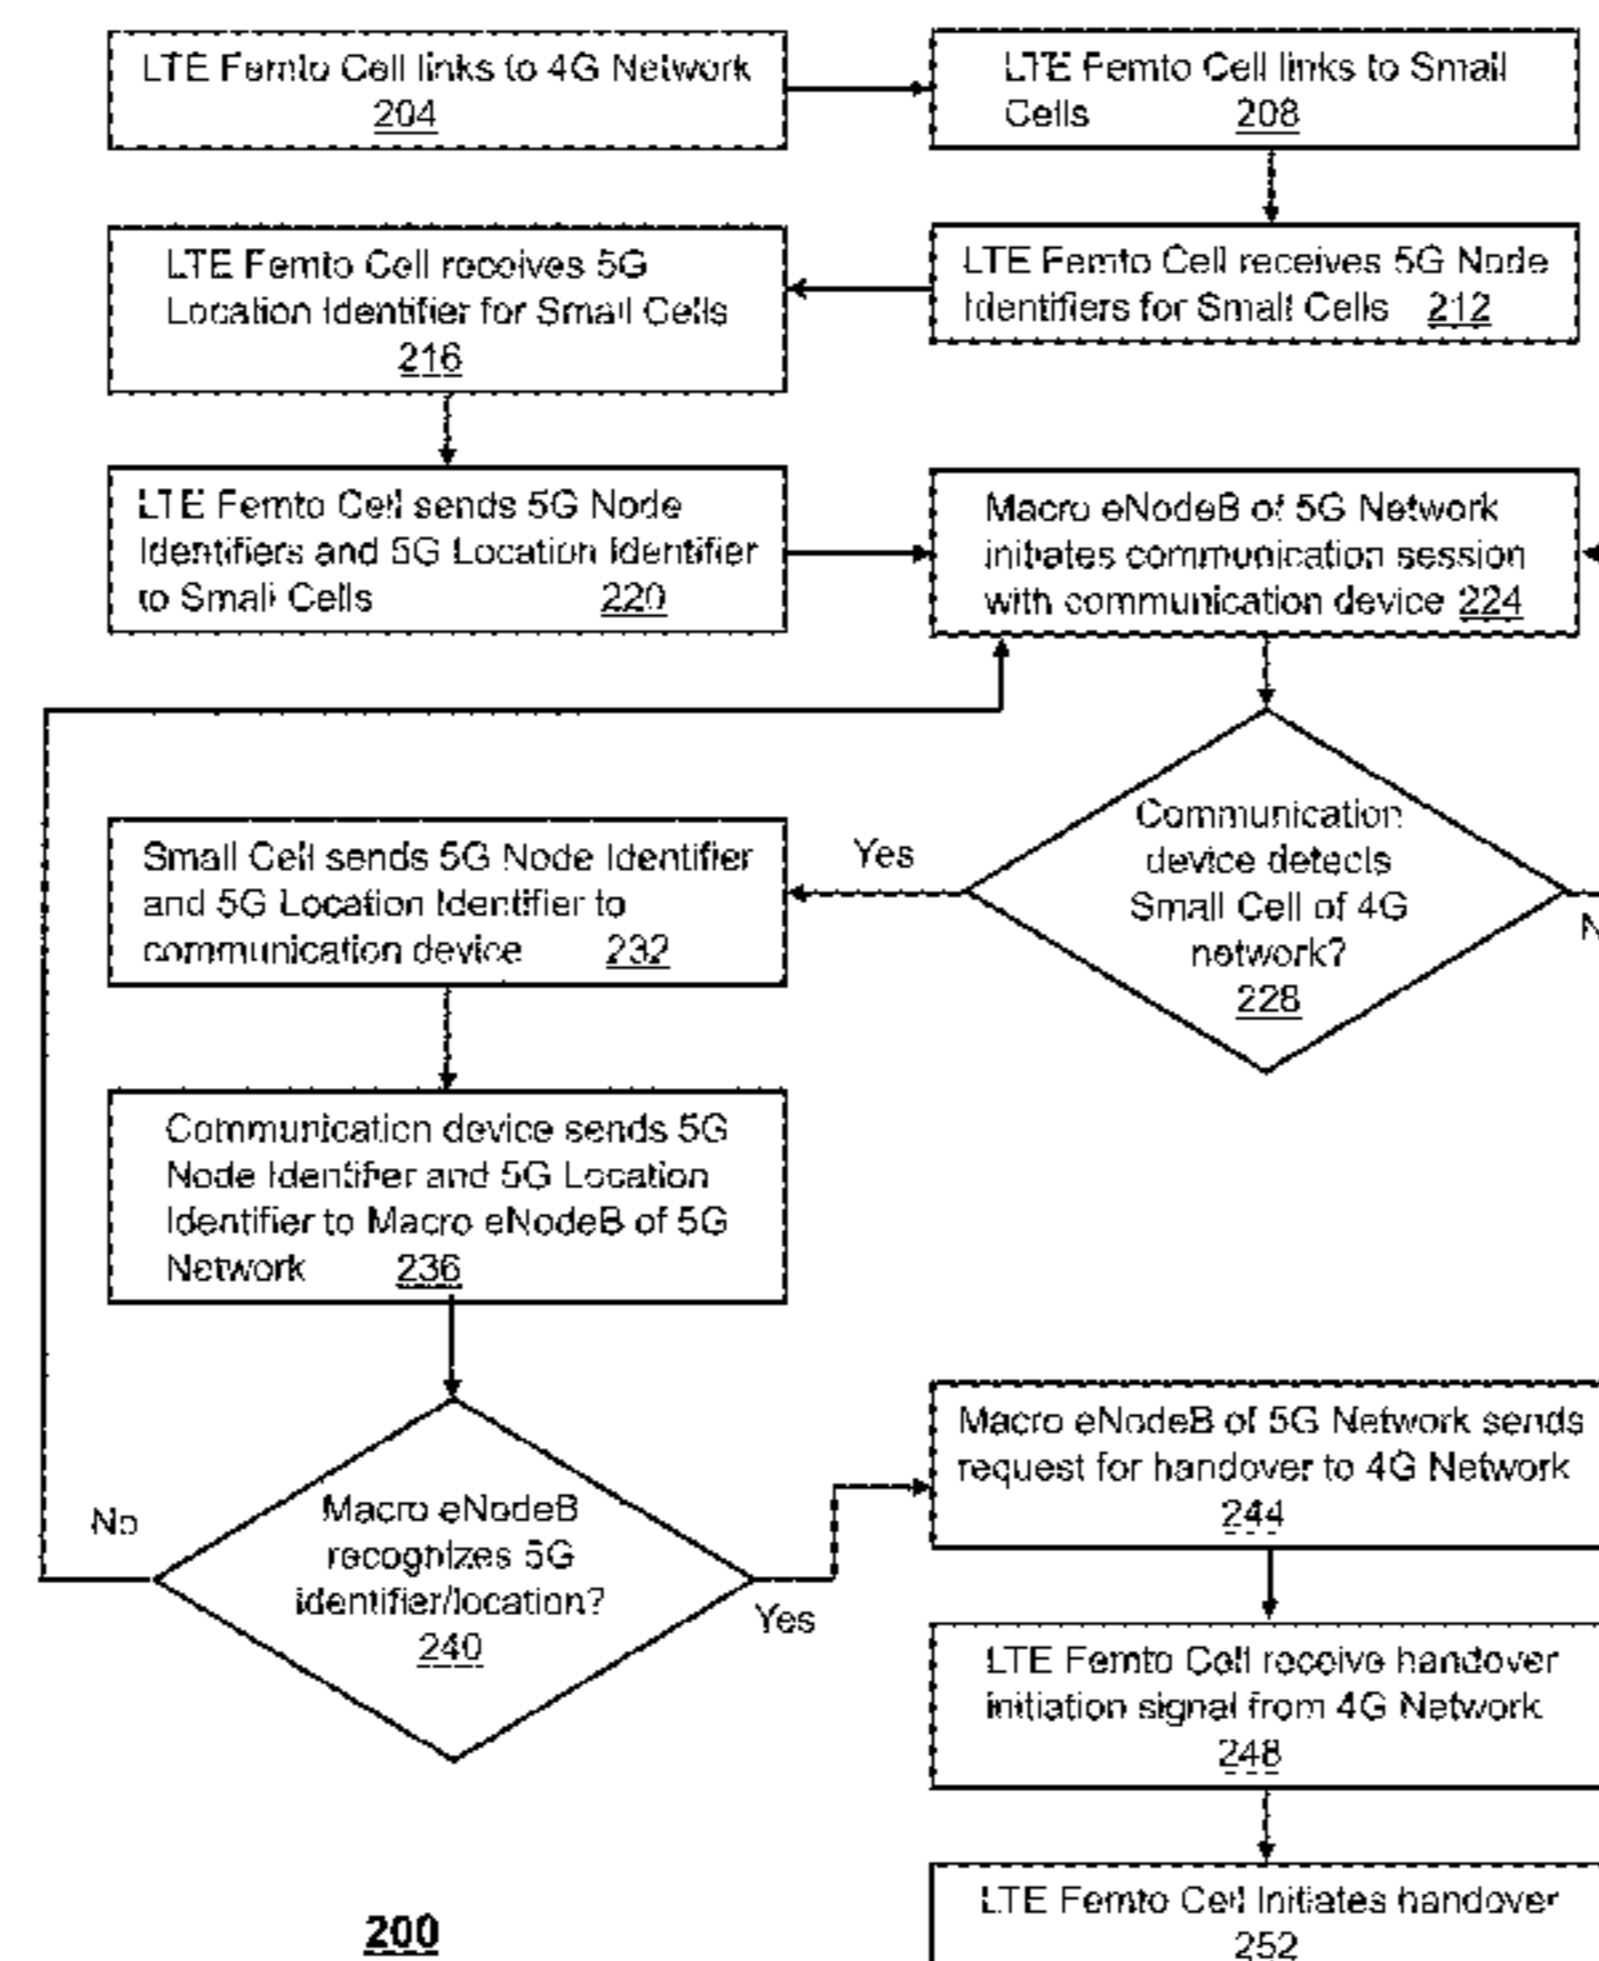 LTE Femto Cell links to 4G Network
204
LTE Femto Cell links to Small
Cells 208
LTE Femto Cell receives 5G Node
Identifiers for Small Cells 212
LTE Femto Cell receives 5G
Location Identifier for Small Cells
216
LTE Femto Cell sends 5G Node
Identifiers and 5G Location Identifier
to Small Cells 220
Macro eNodeB of 5G Network
initiates communication session
with communication device 224
Communication
device detects
Small Cell of 4G
network?
228
Yes
N
Small Cell sends 5G Node Identifier
and 5G Location Identifier to
communication device 232
Communication device sends 5G
Node Identifier and 5G Location
Identifier to Macro eNodeB of 5G
Network 236
Macro eNodeB
recognizes 5G
identifier/location?
240
No
Yes
Macro eNodeB of 5G Network sends
request for handover to 4G Network
244
LTE Femto Cell receive handover
initiation signal from 4G Network
248
LTE Femto Cell Initiates handover
252
200